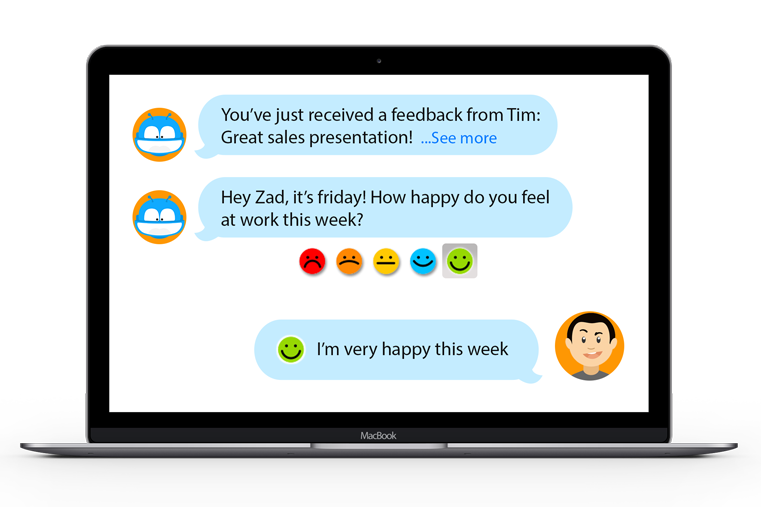 You’ve just received a feedback from Tim:
Great sales presentation!  ...See more
Hey Zad, it’s friday! How happy do you feel
at work this week?
I’m very happy this week
MacBook